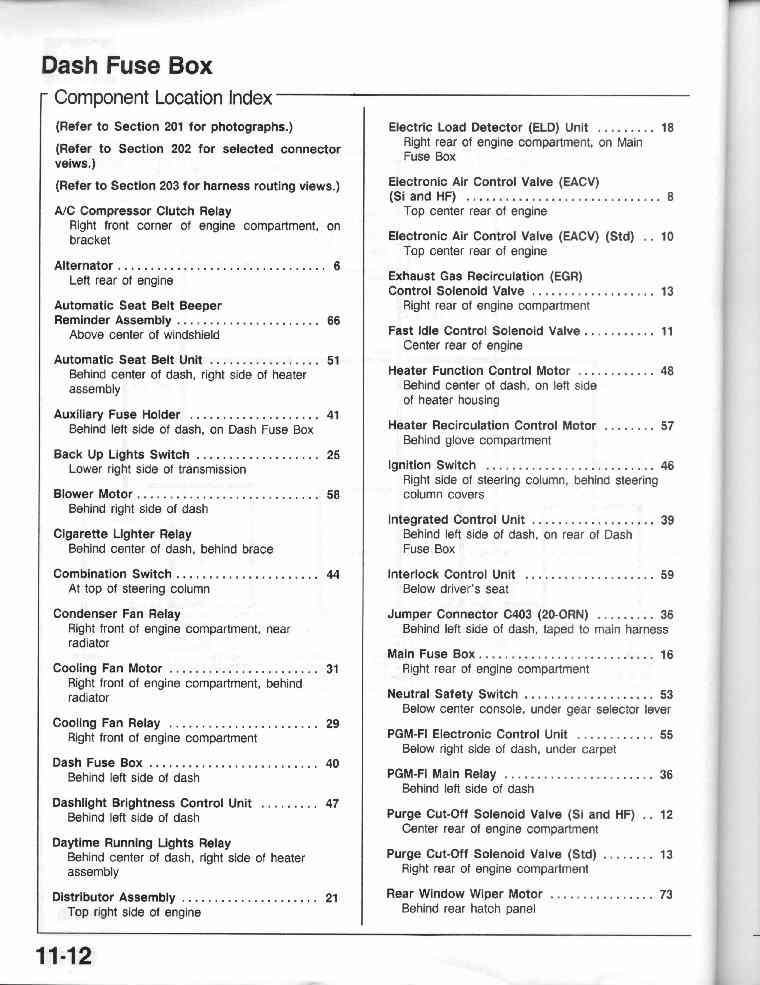 Dash Fuse Box
Component Location Index
(Refer to Section 201 for photographs.)
(Refer to Section 202 for selected connector
veiws.)
(Refer to Section 203 for harness routing views.)
A/C Compressor Clutch Relay
Right front corner of engine compartment, on
bracket
Alternator ................................ 6
Left rear of engine
Automatic Seat Belt Beeper
Reminder Assembly ...................... 66
Above center of windshield
Automatic Seat Belt Unit ................. 51
Behind center of dash, right side of heater
assembly
Auxiliary Fuse Holder .................... 41
Behind left side of dash, on Dash Fuse Box
Back Up Lights Switch ................... 25
Lower right side of transmission
Blower Motor ............................ 58
Behind right side of dash
Cigarette Lighter Relay
Behind center of dash, behind brace
Combination Switch ...................... 44
At top of steering column
Condenser Fan Relay
Right front of engine compartment, near
radiator
Cooling Fan Motor ....................... 31
Right front of engine compartment, behind
radiator
Cooling Fan Relay ....................... 29
Right front of engine compartment
Dash Fuse Box .......................... 40
Behind left side of dash
Dashlight Brightness Control Unit ......... 47
Behind left side of dash
Daytime Running Lights Relay
Behind center of dash, right side of heater
assembly
Distributor Assembly ..................... 21
Top right side of engine
Electric Load Detector (ELD) Unit ......... 18
Right rear of engine compartment, on Main
Fuse Box
Electronic Air Control Valve (EACV)
(Si and HF) .............................. 8
Top center rear of engine
Electronic Air Control Valve (EACV) (Std) .. 10
Top center rear of engine
Exhaust Gas Recirculation (EGR)
Control Solenoid Valve ................... 13
Right rear of engine compartment
Fast Idle Control Solenoid Valve ........... 11
Center rear of engine
Heater Function Control Motor ............ 48
Behind center of dash, on left side
of heater housing
Heater Recirculation Control Motor ........ 57
Behind glove compartment
Ignition Switch .......................... 46
Right side of steering column, behind steering
column covers
Integrated Control Unit ................... 39
Behind left side of dash, on rear of Dash
Fuse Box
Interlock Control Unit .................... 59
Below driver's seat
Jumper Connector C403 (20-ORN) ......... 36
Behind left side of dash, taped to main harness
Main Fuse Box ........................... 16
Right rear of engine compartment
Neutral Safety Switch .................... 53
Below center console, under gear selector lever
PGM-FI Electronic Control Unit ............ 55
Below right side of dash, under carpet
PGM-FI Main Relay ....................... 36
Behind left side of dash
Purge Cut-Off Solenoid Valve (Si and HF) .. 12
Center rear of engine compartment
Purge Cut-Off Solenoid Valve (Std) ........ 13
Right rear of engine compartment
Rear Window Wiper Motor ................ 73
Behind rear hatch panel
11-12